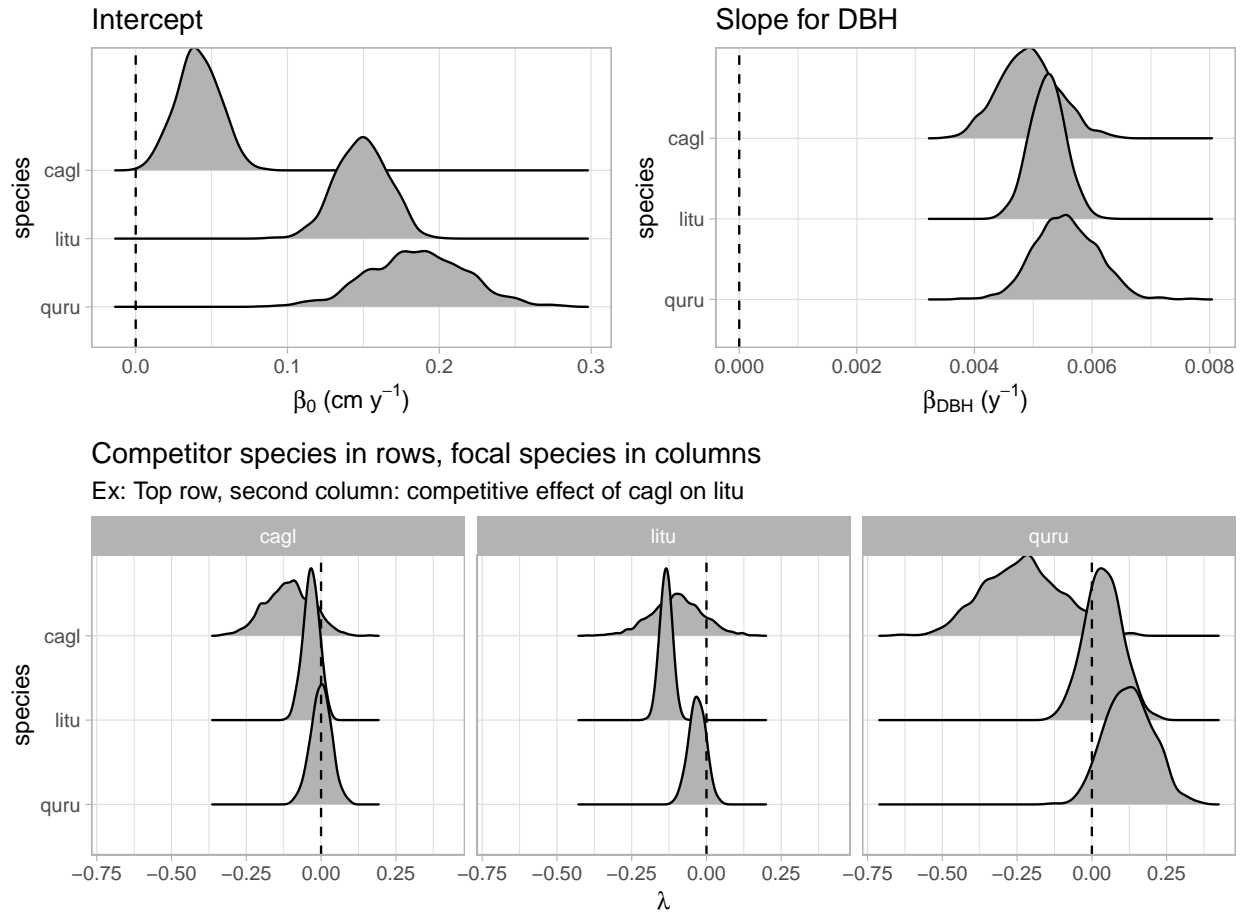 Intercept
species
cagl
litu
quru
0.0 0.1 0.2 0.3
β0 (cm y−1)
Slope for DBH
species
cagl
litu
quru
0.000 0.002 0.004 0.006 0.008
βDBH (y−1)
Competitor species in rows, focal species in columns
Ex: Top row, second column: competitive effect of cagl on litu
cagl litu quru
species
cagl
litu
quru
−0.75 −0.50 −0.25 0.00 0.25 −0.75 −0.50 −0.25 0.00 0.25 −0.75 −0.50 −0.25 0.00 0.25
λ